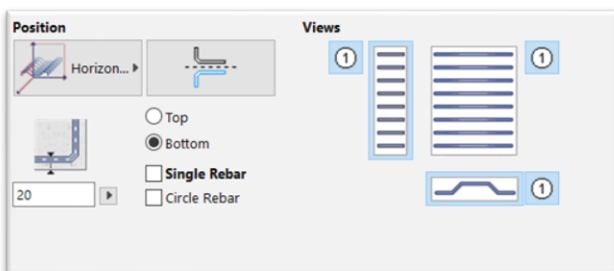 Position
Views
Horizon...
1
1
Top
Bottom
Single Rebar
Circle Rebar
20
1